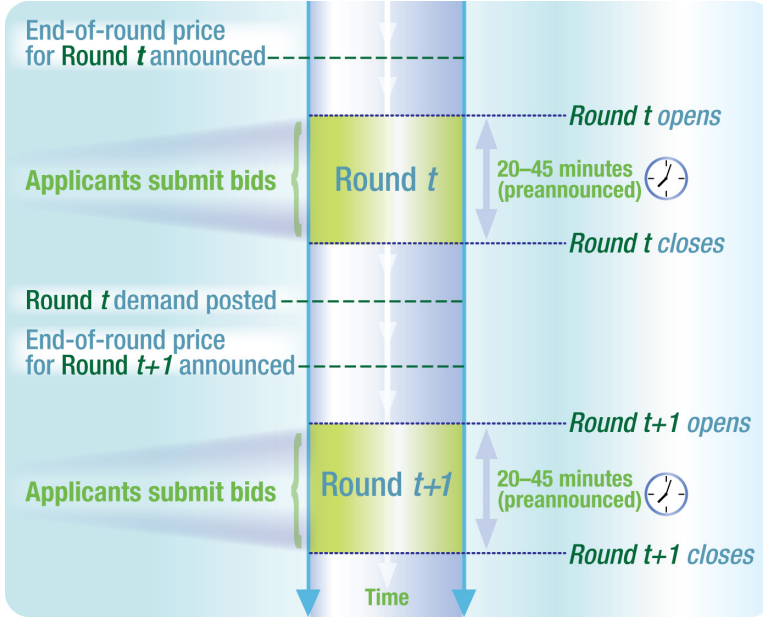 End-of-round price
for Round t announced
Round t opens
Applicants submit bids
Round t
20–45 minutes
(preannounced)
Round t closes
Round t demand posted
End-of-round price
for Round t+1 announced
Round t+1 opens
Applicants submit bids
Round t+1
20–45 minutes
(preannounced)
Round t+1 closes
Time